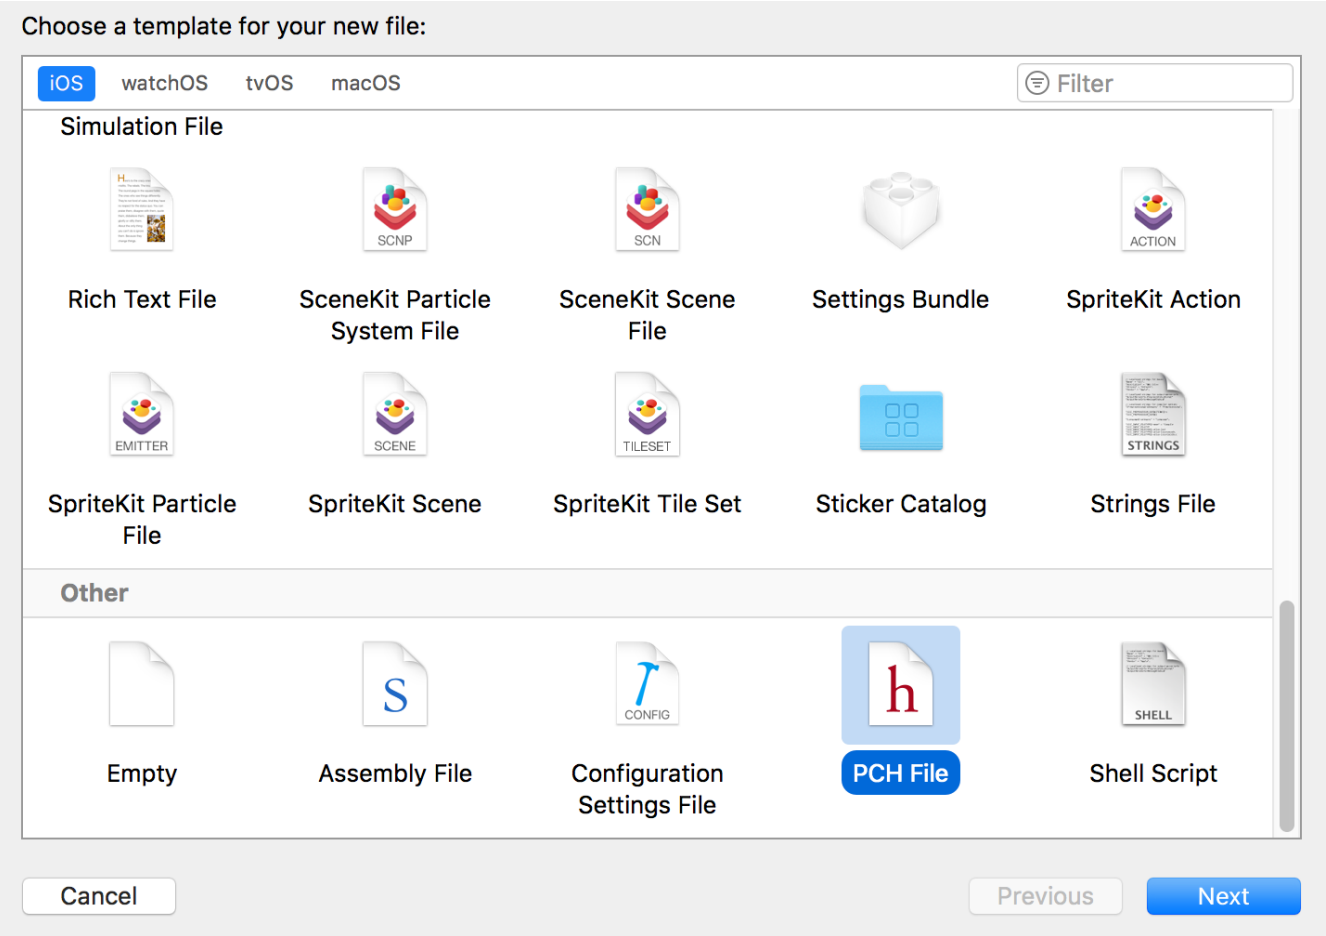 Choose a template for your new file:
iOS watchOS tvOS macOS Filter
Simulation File
SCNP SCN ACTION
Rich Text File SceneKit Particle SceneKit Scene Settings Bundle SpriteKit Action
System File File
EMITTER SCENE TILESET STRINGS
SpriteKit Particle SpriteKit Scene SpriteKit Tile Set Sticker Catalog Strings File
File
Other
S CONFIG h SHELL
Empty Assembly File Configuration PCH File Shell Script
Settings File
Cancel Previous Next